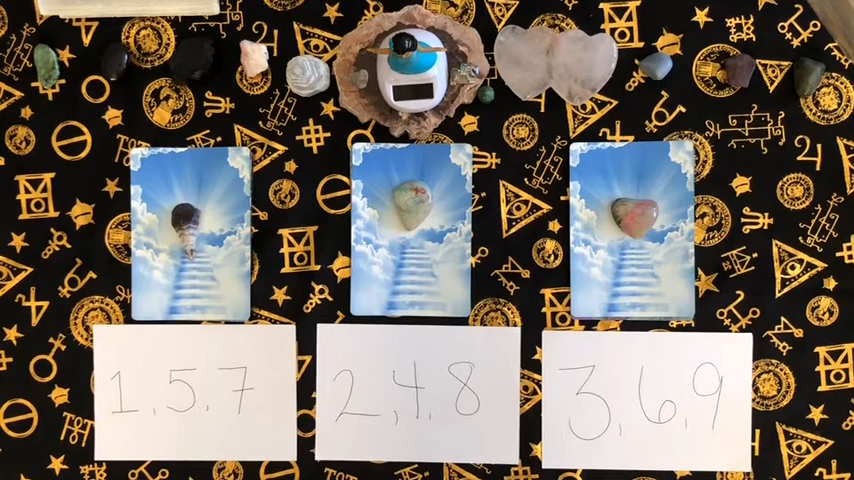 1, 5, 7
2, 4, 8
3, 6, 9